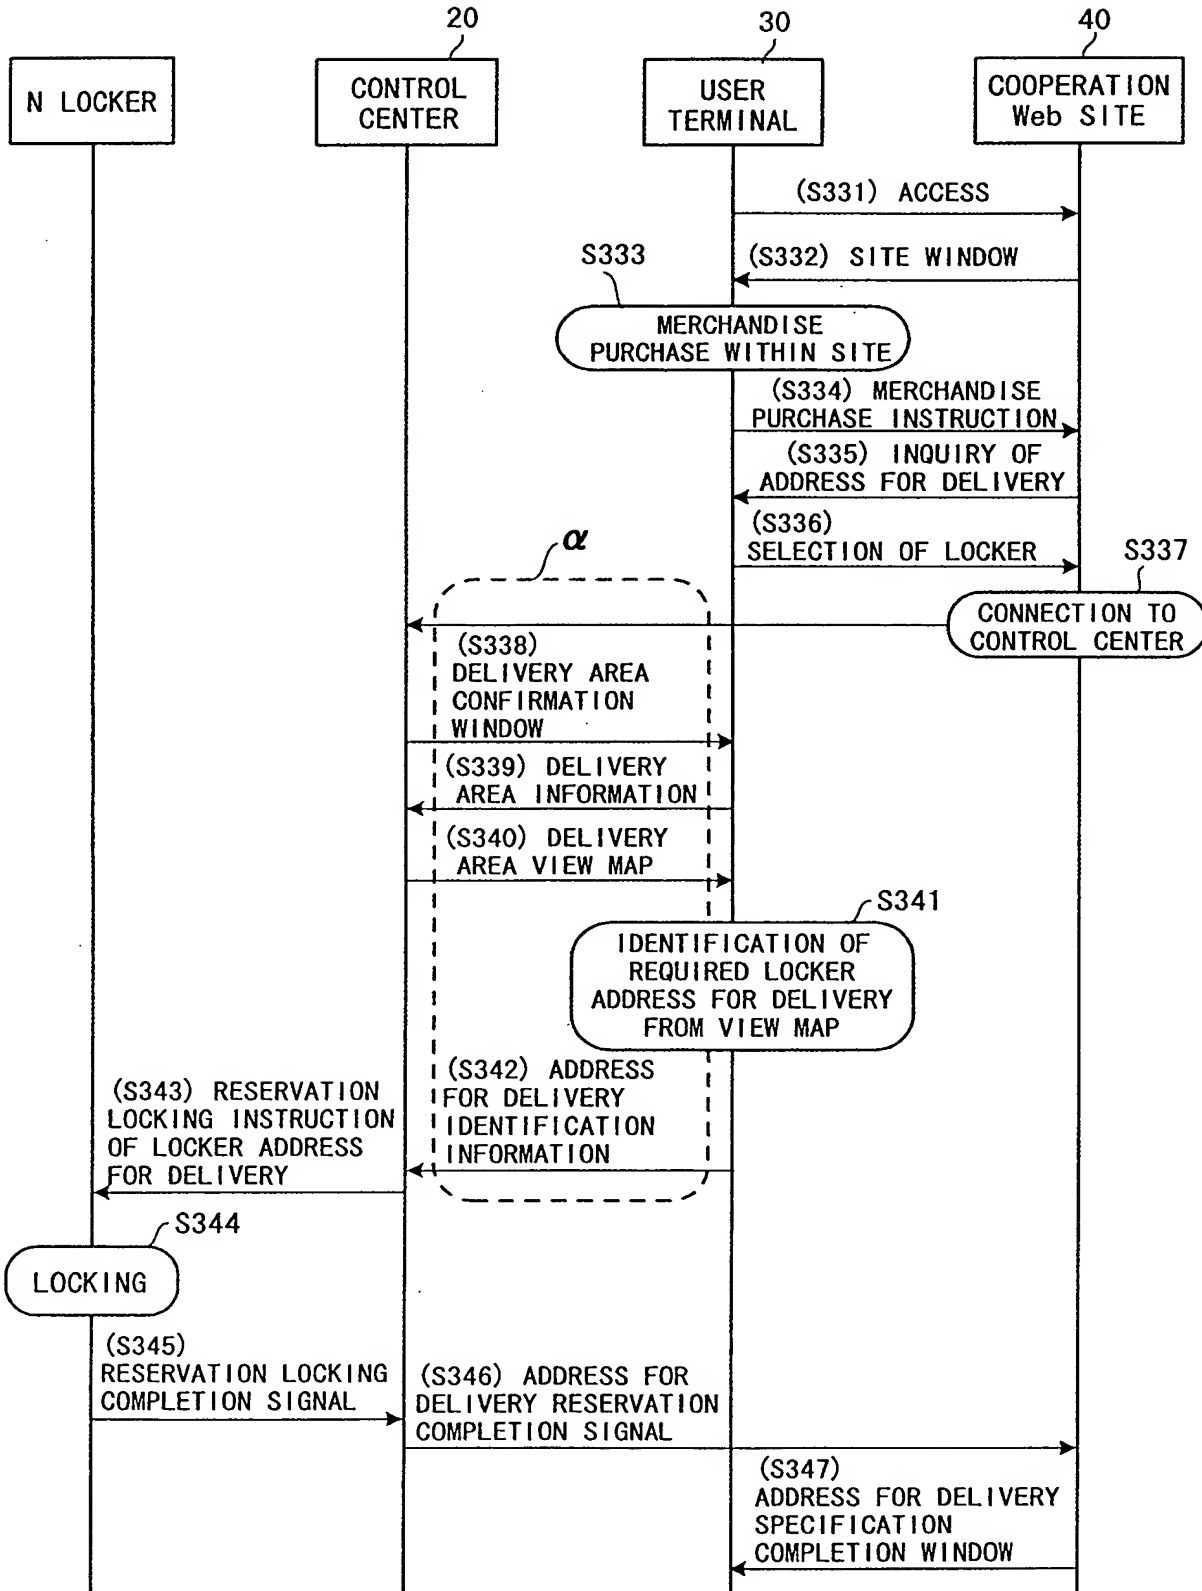 20
30
40
N LOCKER
CONTROL
CENTER
USER
TERMINAL
COOPERATION
Web SITE
(S331) ACCESS
(S332) SITE WINDOW
S333
MERCHANDISE
PURCHASE WITHIN SITE
(S334) MERCHANDISE
PURCHASE INSTRUCTION
(S335) INQUIRY OF
ADDRESS FOR DELIVERY
(S336)
SELECTION OF LOCKER
α
S337
CONNECTION TO
CONTROL CENTER
(S338)
DELIVERY AREA
CONFIRMATION
WINDOW
(S339) DELIVERY
AREA INFORMATION
(S340) DELIVERY
AREA VIEW MAP
S341
IDENTIFICATION OF
REQUIRED LOCKER
ADDRESS FOR DELIVERY
FROM VIEW MAP
(S342) ADDRESS
FOR DELIVERY
IDENTIFICATION
INFORMATION
(S343) RESERVATION
LOCKING INSTRUCTION
OF LOCKER ADDRESS
FOR DELIVERY
S344
LOCKING
(S345)
RESERVATION LOCKING
COMPLETION SIGNAL
(S346) ADDRESS FOR
DELIVERY RESERVATION
COMPLETION SIGNAL
(S347)
ADDRESS FOR DELIVERY
SPECIFICATION
COMPLETION WINDOW